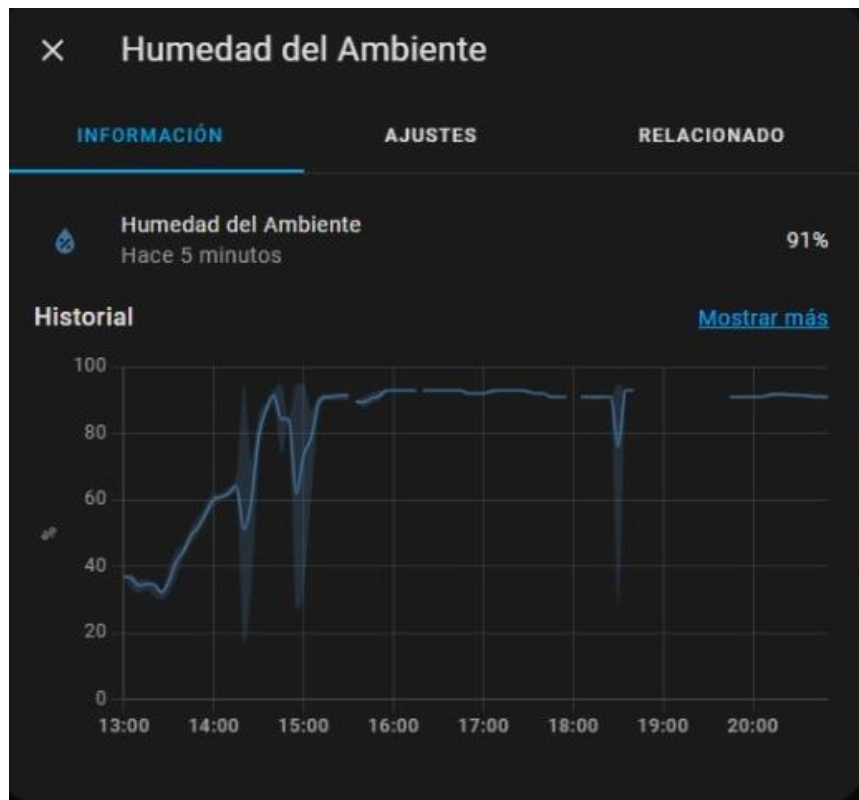 Humedad del Ambiente
INFORMACIÓN
AJUSTES
RELACIONADO
Humedad del Ambiente
91%
Hace 5 minutos
Historial
Mostrar más
100
80
60
40
20
0
%
13:00 14:00 15:00 16:00 17:00 18:00 19:00 20:00